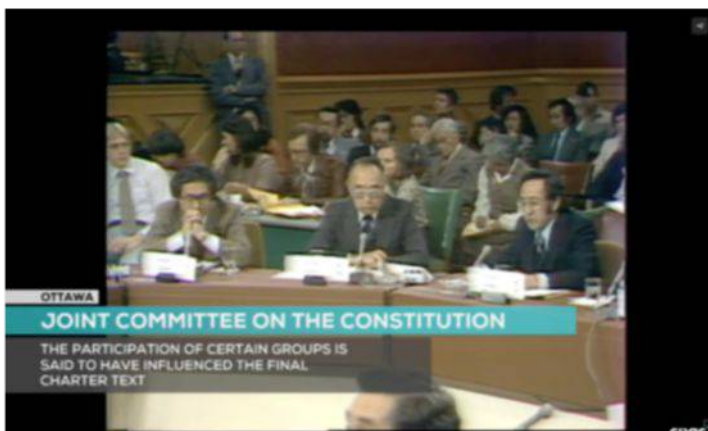 OTTAWA
JOINT COMMITTEE ON THE CONSTITUTION
THE PARTICIPATION OF CERTAIN GROUPS IS
SAID TO HAVE INFLUENCED THE FINAL
CHARTER TEXT